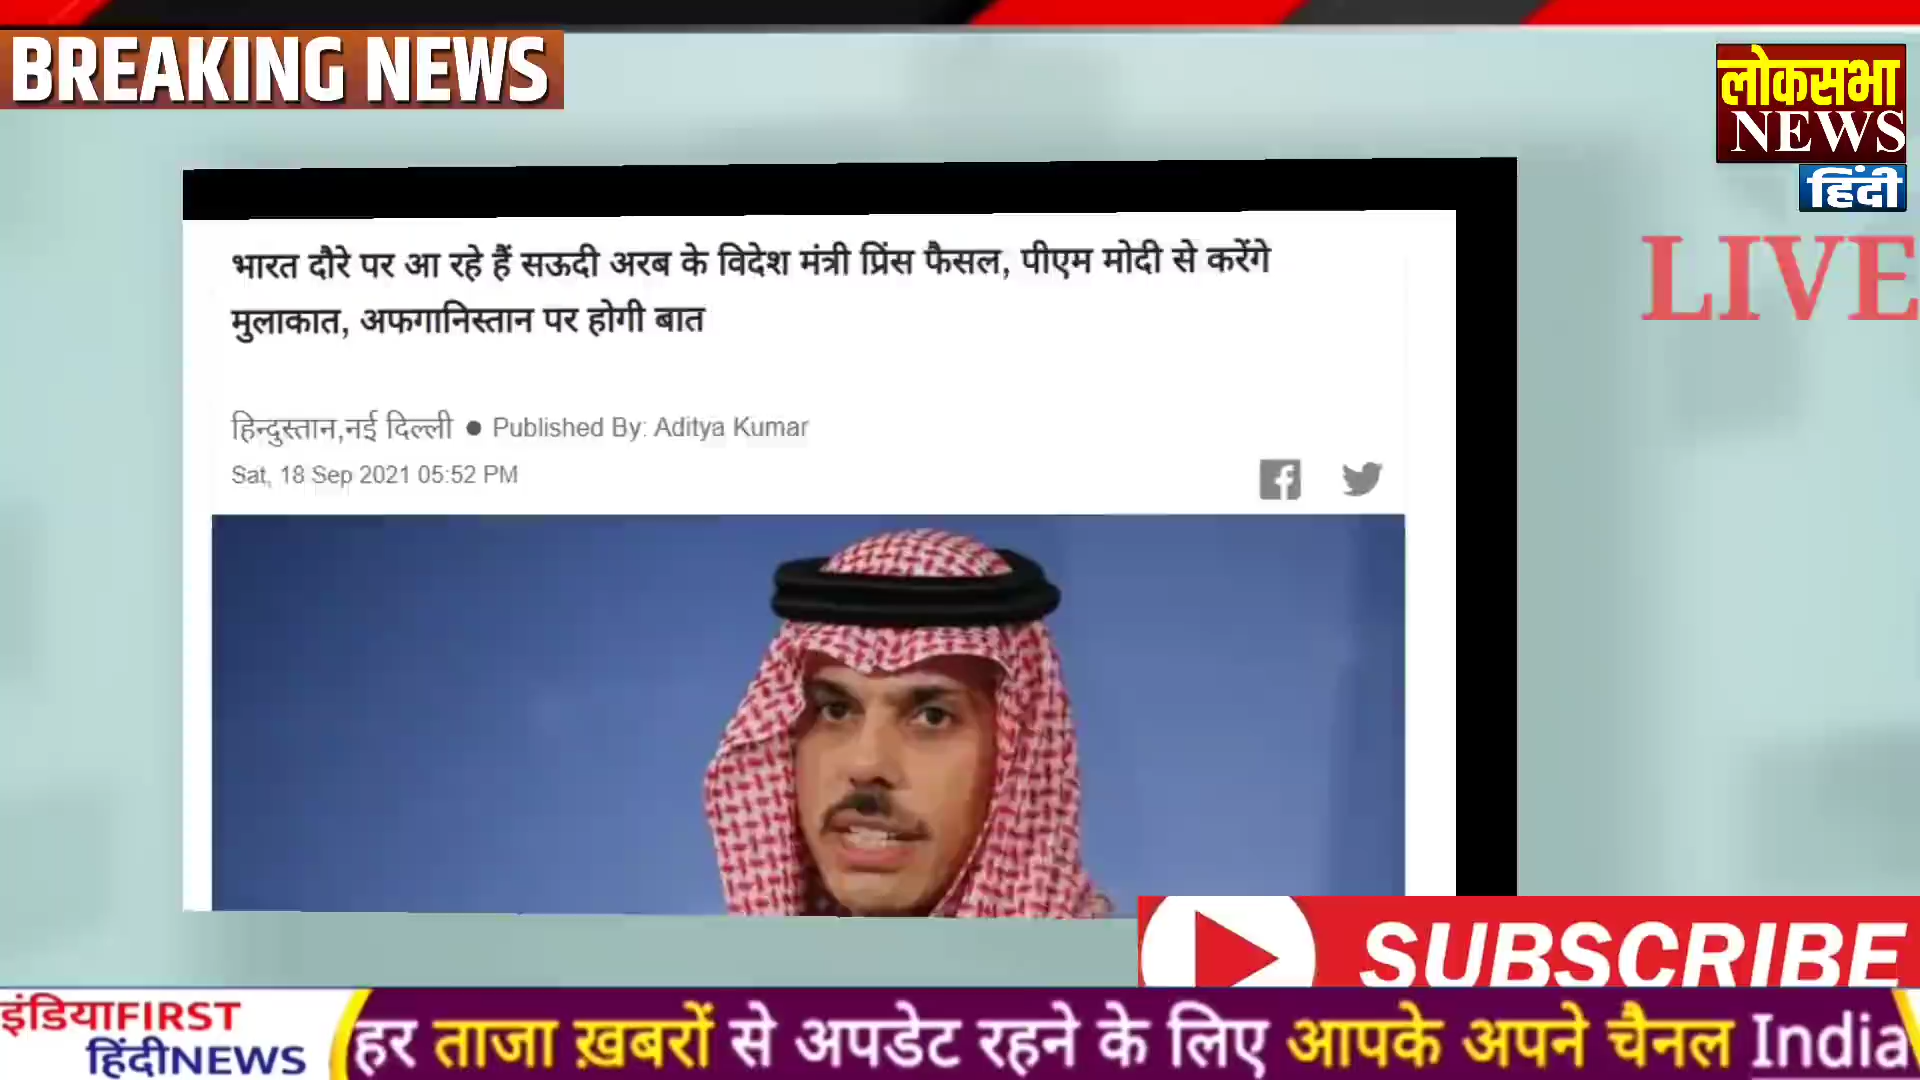 BREAKING NEWS
लोकसभा
NEWS
हिंदी
LIVE
भारत दौरे पर आ रहे हैं सऊदी अरब के विदेश मंत्री प्रिंस फैसल, पीएम मोदी से करेंगे
मुलाकात, अफगानिस्तान पर होगी बात
हिन्दुस्तान,नई दिल्ली ● Published By: Aditya Kumar
Sat, 18 Sep 2021 05:52 PM
SUBSCRIBE
इंडियाFIRST
हिंदीNEWS
हर ताजा ख़बरों से अपडेट रहने के लिए आपके अपने चैनल India